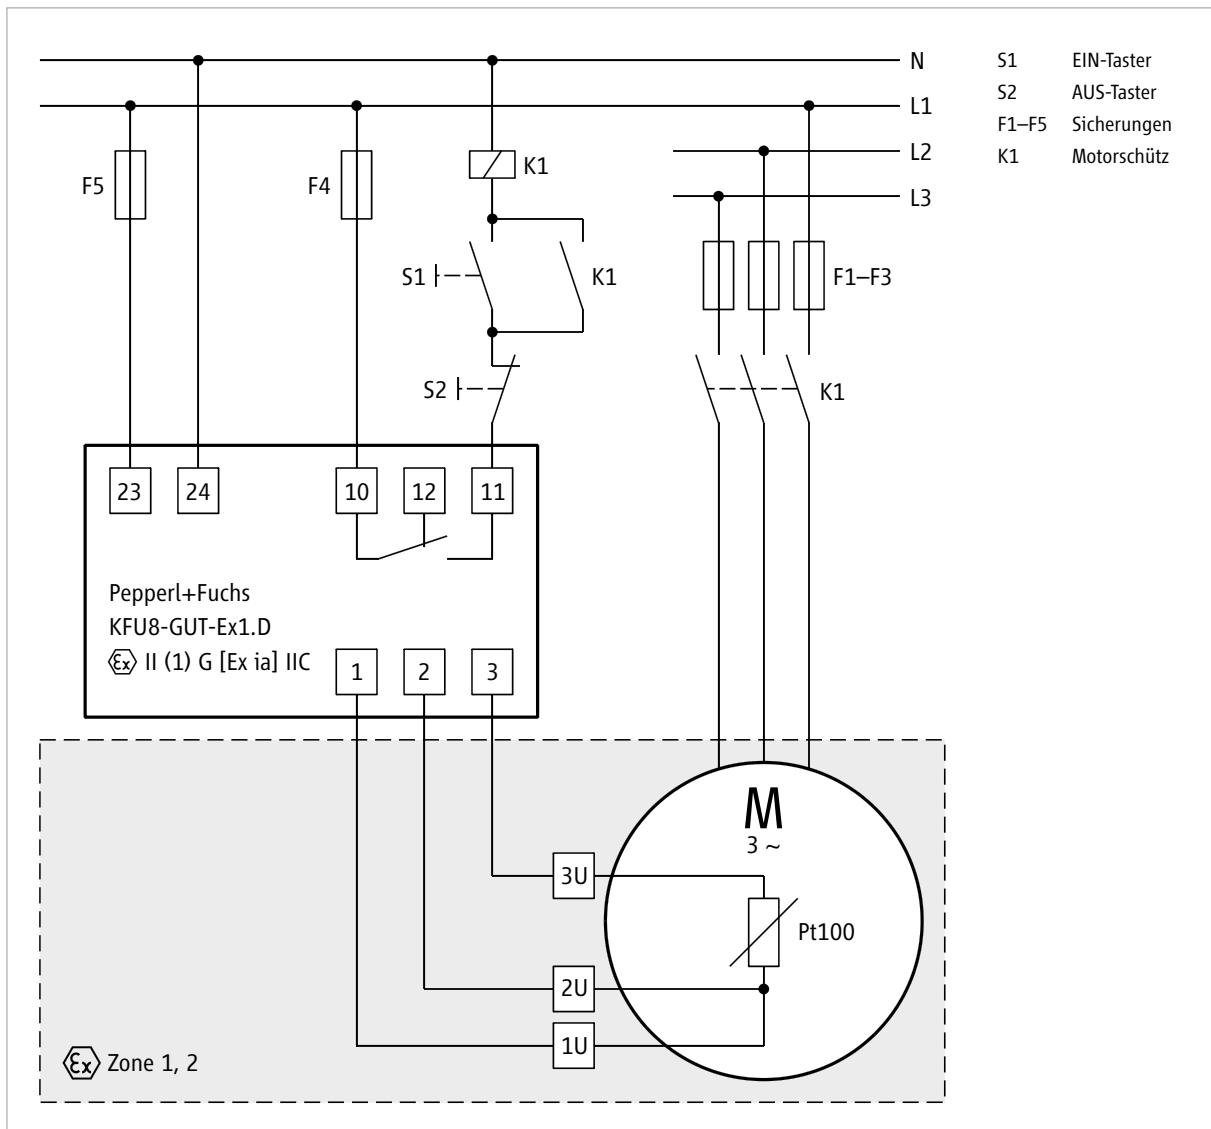 N
L1
L2
L3
S1 EIN-Taster
S2 AUS-Taster
F1–F5 Sicherungen
K1 Motorschütz
F5
F4
K1
S1
K1
F1–F3
S2
K1
23
24
10
12
11
Pepperl+Fuchs
KFU8-GUT-Ex1.D
Ex II (1) G [Ex ia] IIC
1
2
3
M
3 ~
3U
Pt100
2U
1U
Ex Zone 1, 2